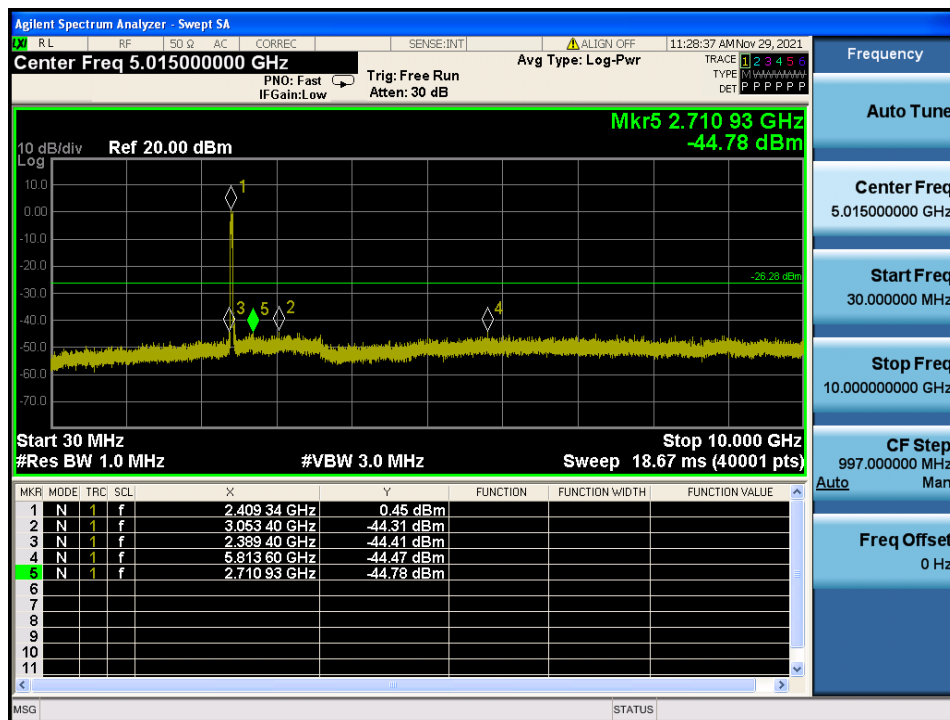 Agilent Spectrum Analyzer - Swept SA
LXI RL RF 50 Ω AC CORREC SENSE:INT ALIGN OFF 11:28:37 AM Nov 29, 2021
Center Freq 5.015000000 GHz
Avg Type: Log-Pwr
TRACE 1 2 3 4 5 6
PNO: Fast
Trig: Free Run
TYPE MWWWWW
IFGain:Low
Atten: 30 dB
DET P P P P P P
Mkr5 2.710 93 GHz
-44.78 dBm
10 dB/div Ref 20.00 dBm
Log
10.0
0.00
-10.0
-20.0
-26.28 dBm
-30.0
-40.0
-50.0
-60.0
-70.0
1
3 5 2 4
Start 30 MHz Stop 10.000 GHz
#Res BW 1.0 MHz #VBW 3.0 MHz Sweep 18.67 ms (40001 pts)
MKR MODE TRC SCL X Y FUNCTION FUNCTION WIDTH FUNCTION VALUE
1 N 1 f 2.409 34 GHz 0.45 dBm
2 N 1 f 3.053 40 GHz -44.31 dBm
3 N 1 f 2.389 40 GHz -44.41 dBm
4 N 1 f 5.813 60 GHz -44.47 dBm
5 N 1 f 2.710 93 GHz -44.78 dBm
6
7
8
9
10
11
MSG STATUS
Frequency
Auto Tune
Center Freq
5.015000000 GHz
Start Freq
30.000000 MHz
Stop Freq
10.000000000 GHz
CF Step
997.000000 MHz
Auto Man
Freq Offset
0 Hz